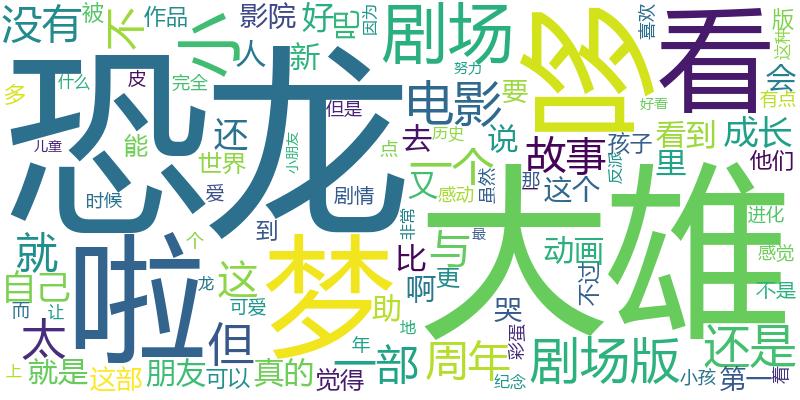 没有
被
作品
不
小
影院
人
好
新
吧
因为
剧场
哆
喜欢
看
版
这种
会
多
什么
皮
完全
恐龙
但是
努力
电影
要
好看
有点
儿童
能
世界
还
小朋友
点
历史
去
说
故事
孩子
看到
里
成长
他们
反派
时候
爱
剧情
一个
又
感动
虽然
那
这个
大雄
进化
到
非常
就
啦
个
龙
这
梦
比
与
最
啊
更
动画
不过
感觉
不是
自己
而
让
可爱
助
地
哭
彩蛋
太
但
年
一部
周年
剧场版
还是
上
就是
这部
朋友
可以
真的
觉得
纪念
小孩
第一
着